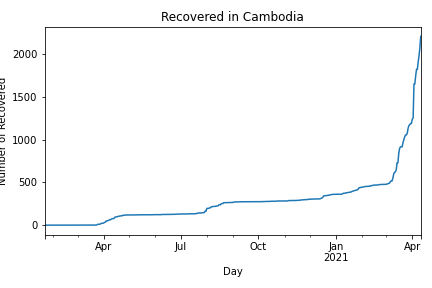 Recovered in Cambodia
Number of Recovered
2000
1500
1000
500
0
Apr
Jul
Oct
Jan
2021
Apr
Day